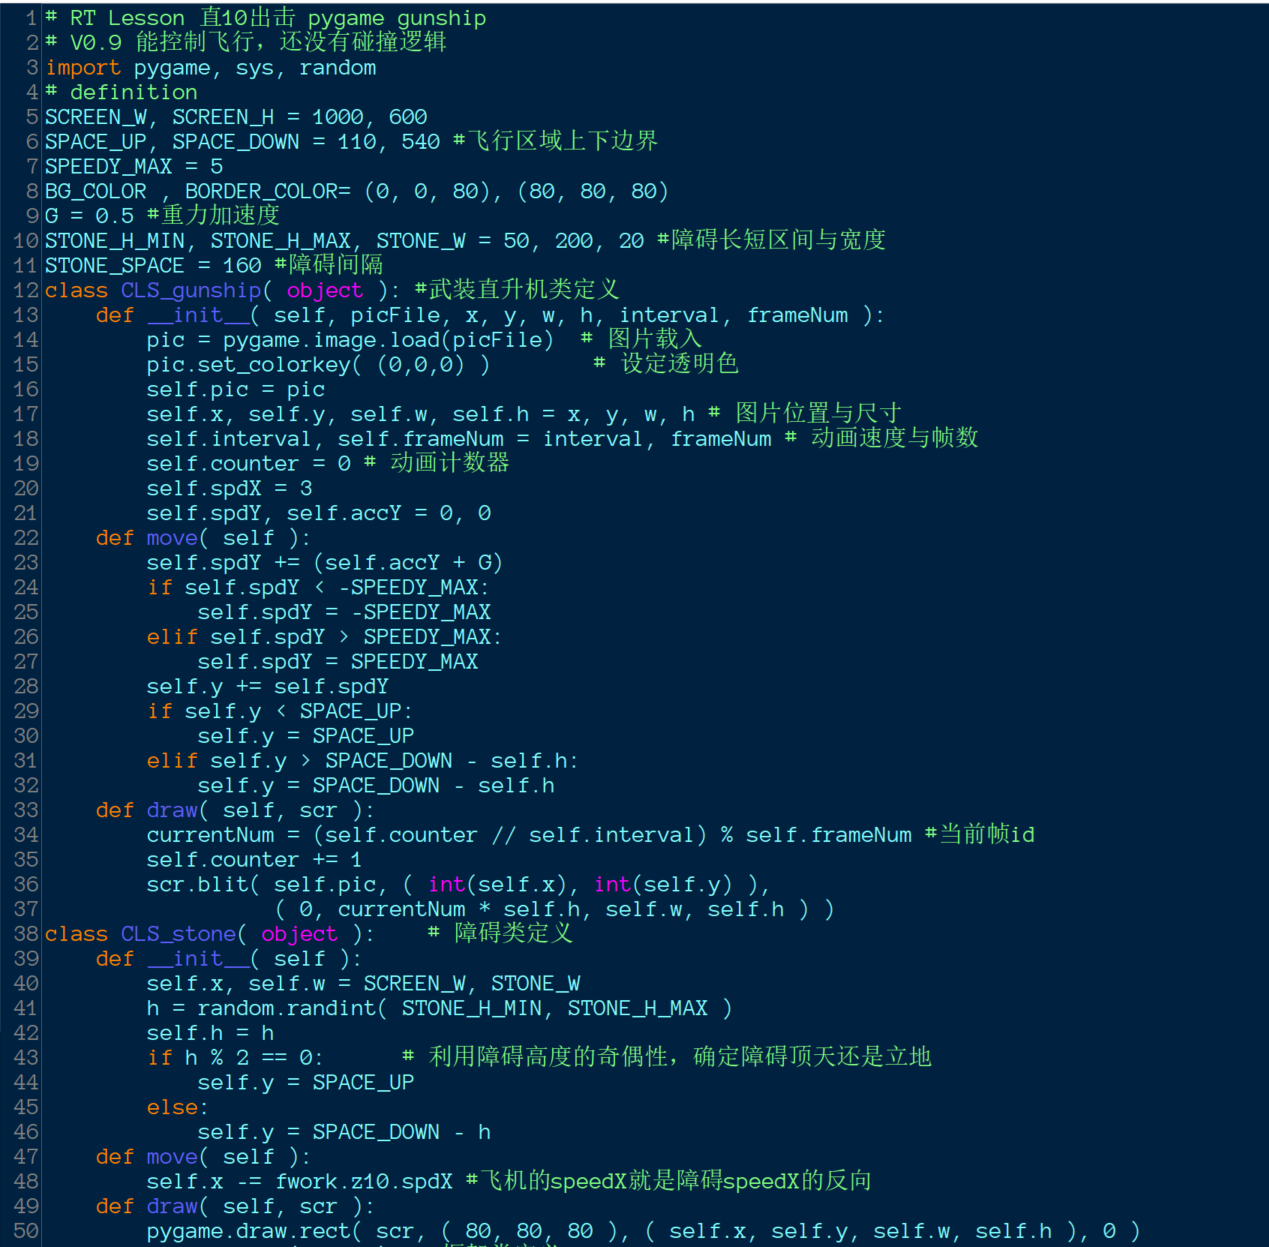 1 # RT Lesson 直10出击 pygame gunship
2 # V0.9 能控制飞行，还没有碰撞逻辑
3 import pygame, sys, random
4 # definition
5 SCREEN_W, SCREEN_H = 1000, 600
6 SPACE_UP, SPACE_DOWN = 110, 540 #飞行区域上下边界
7 SPEEDY_MAX = 5
8 BG_COLOR , BORDER_COLOR= (0, 0, 80), (80, 80, 80)
9 G = 0.5 #重力加速度
10 STONE_H_MIN, STONE_H_MAX, STONE_W = 50, 200, 20 #障碍长短区间与宽度
11 STONE_SPACE = 160 #障碍间隔
12 class CLS_gunship( object ): #武装直升机类定义
13     def __init__( self, picFile, x, y, w, h, interval, frameNum ):
14         pic = pygame.image.load(picFile)  # 图片载入
15         pic.set_colorkey( (0,0,0) )        # 设定透明色
16         self.pic = pic
17         self.x, self.y, self.w, self.h = x, y, w, h # 图片位置与尺寸
18         self.interval, self.frameNum = interval, frameNum # 动画速度与帧数
19         self.counter = 0 # 动画计数器
20         self.spdX = 3
21         self.spdY, self.accY = 0, 0
22     def move( self ):
23         self.spdY += (self.accY + G)
24         if self.spdY < -SPEEDY_MAX:
25             self.spdY = -SPEEDY_MAX
26         elif self.spdY > SPEEDY_MAX:
27             self.spdY = SPEEDY_MAX
28         self.y += self.spdY
29         if self.y < SPACE_UP:
30             self.y = SPACE_UP
31         elif self.y > SPACE_DOWN - self.h:
32             self.y = SPACE_DOWN - self.h
33     def draw( self, scr ):
34         currentNum = (self.counter // self.interval) % self.frameNum #当前帧id
35         self.counter += 1
36         scr.blit( self.pic, ( int(self.x), int(self.y) ),
37                   ( 0, currentNum * self.h, self.w, self.h ) )
38 class CLS_stone( object ):    # 障碍类定义
39     def __init__( self ):
40         self.x, self.w = SCREEN_W, STONE_W
41         h = random.randint( STONE_H_MIN, STONE_H_MAX )
42         self.h = h
43         if h % 2 == 0:      # 利用障碍高度的奇偶性，确定障碍顶天还是立地
44             self.y = SPACE_UP
45         else:
46             self.y = SPACE_DOWN - h
47     def move( self ):
48         self.x -= fwork.z10.spdX #飞机的speedX就是障碍speedX的反向
49     def draw( self, scr ):
50         pygame.draw.rect( scr, ( 80, 80, 80 ), ( self.x, self.y, self.w, self.h ), 0 )